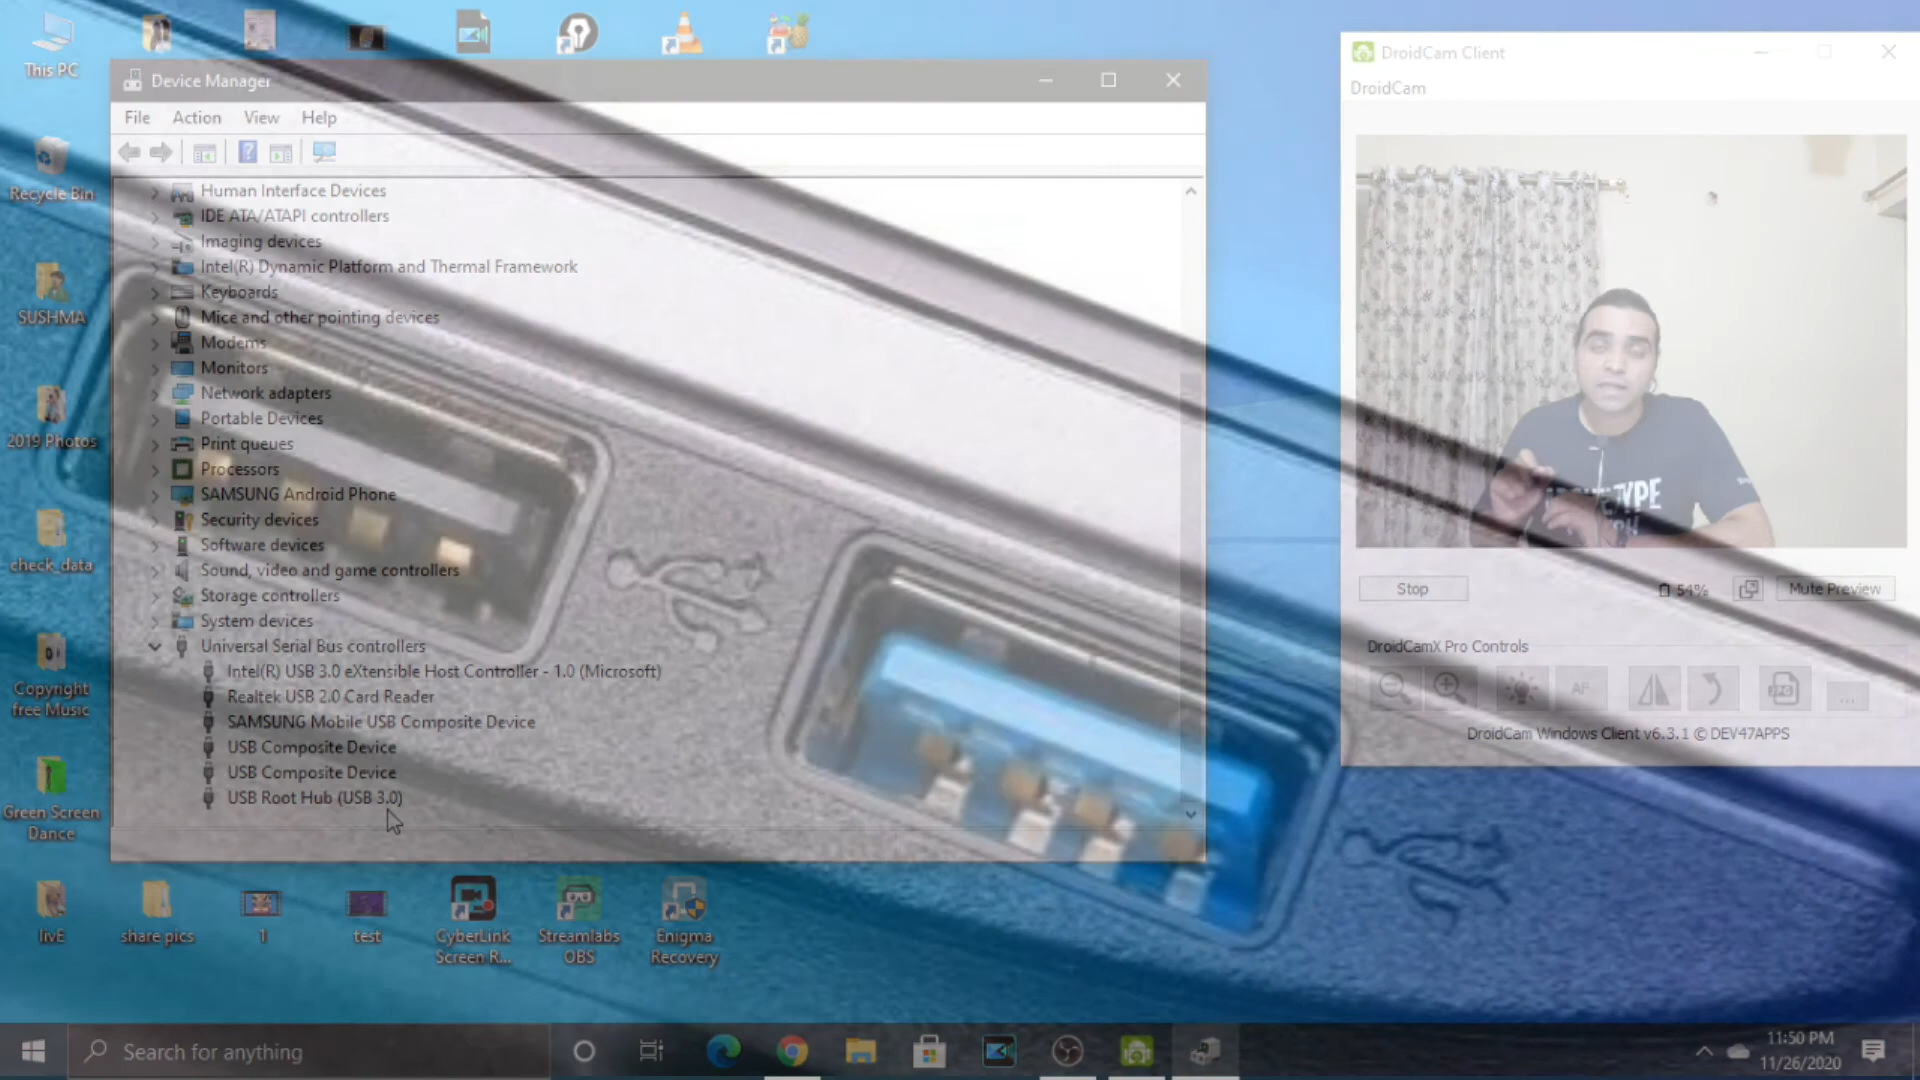 This PC
Recycle Bin
SUSHMA
2019 Photos
check_data
Copyright
free Music
Green Screen
Dance
livE
share pics
1
test
CyberLink
Screen R...
Streamlabs
OBS
Enigma
Recovery
Device Manager
File Action View Help
Human Interface Devices
IDE ATA/ATAPI controllers
Imaging devices
Intel(R) Dynamic Platform and Thermal Framework
Keyboards
Mice and other pointing devices
Modems
Monitors
Network adapters
Portable Devices
Print queues
Processors
SAMSUNG Android Phone
Security devices
Software devices
Sound, video and game controllers
Storage controllers
System devices
Universal Serial Bus controllers
Intel(R) USB 3.0 eXtensible Host Controller - 1.0 (Microsoft)
Realtek USB 2.0 Card Reader
SAMSUNG Mobile USB Composite Device
USB Composite Device
USB Composite Device
USB Root Hub (USB 3.0)
DroidCam Client
DroidCam
Stop
54%
Mute Preview
DroidCamX Pro Controls
AF
JPG
...
DroidCam Windows Client v6.3.1 © DEV47APPS
Search for anything
11:50 PM
11/26/2020